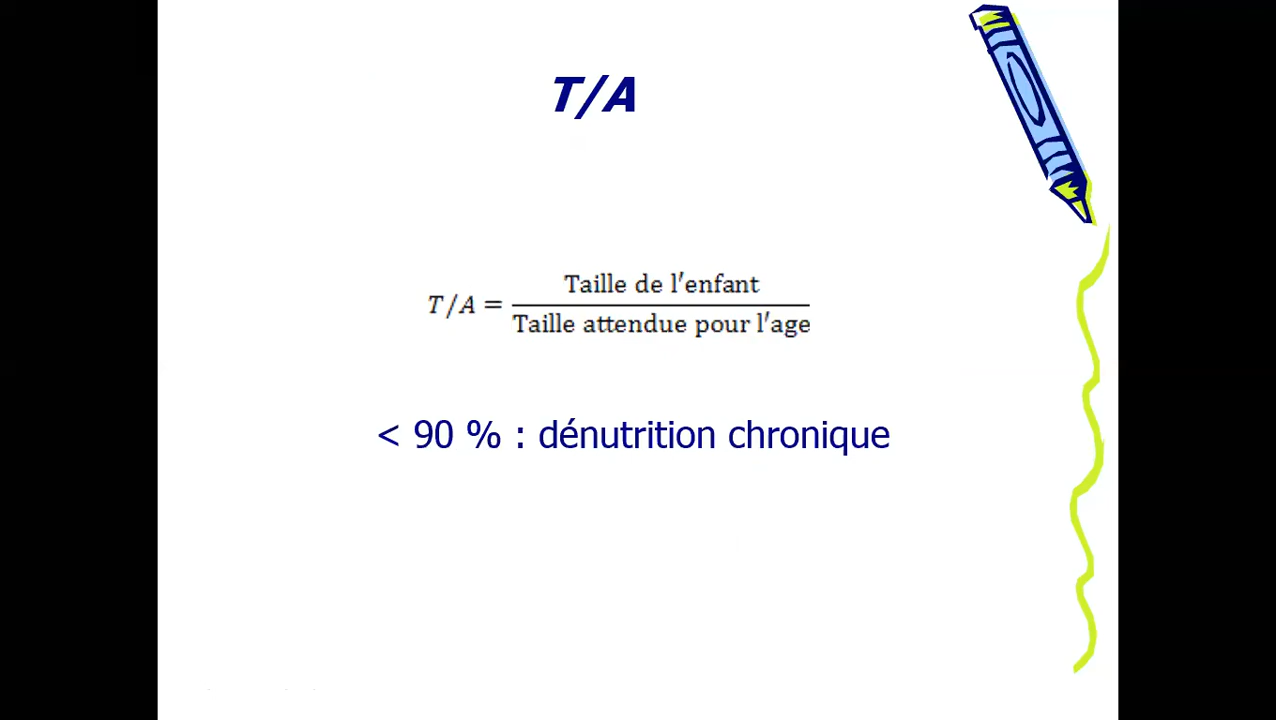 T/A
T/A = Taille de l'enfant / Taille attendue pour l'age
< 90 % : dénutrition chronique